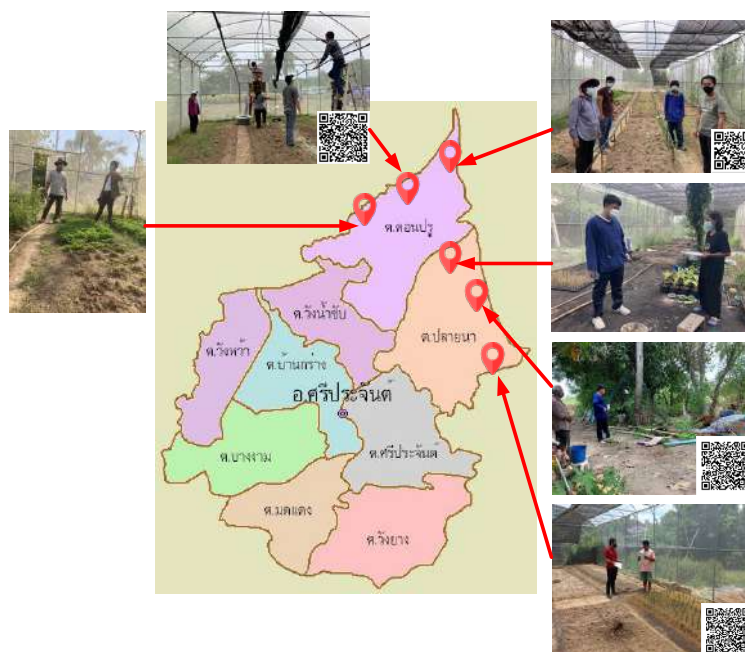 ต.ดอนปรู
ต.วังน้ำซับ
ต.ปลายนา
ต.วังหว้า
ต.บ้านกร่าง
อ.ศรีประจันต์
ต.บางงาม
ต.ศรีประจันต์
ต.มดแดง
ต.วังยาง